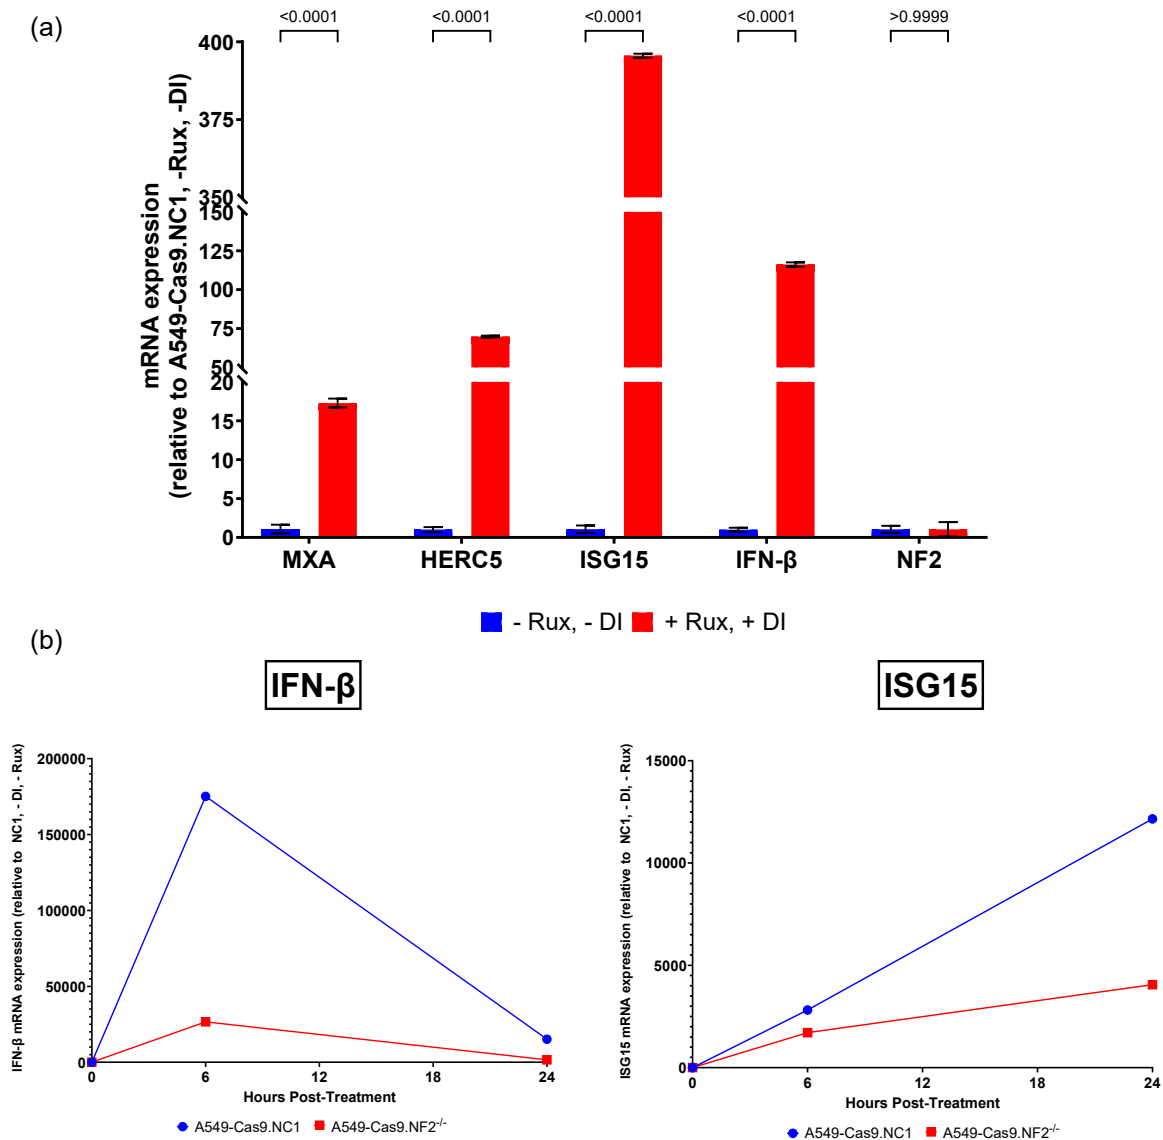 (a)
<0.0001 <0.0001 <0.0001 <0.0001 >0.9999
mRNA expression
(relative to A549-Cas9.NC1, -Rux, -DI)
400
375
350
150
125
100
75
50
20
15
10
5
0
MXA HERC5 ISG15 IFN-β NF2
- Rux, - DI + Rux, + DI
(b)
IFN-β
IFN-β mRNA expression (relative to NC1, - DI, - Rux)
200000
150000
100000
50000
0
0 6 12 18 24
Hours Post-Treatment
A549-Cas9.NC1 A549-Cas9.NF2-/-
ISG15
ISG15 mRNA expression (relative to NC1, - DI, - Rux)
15000
10000
5000
0
0 6 12 18 24
Hours Post-Treatment
A549-Cas9.NC1 A549-Cas9.NF2-/-